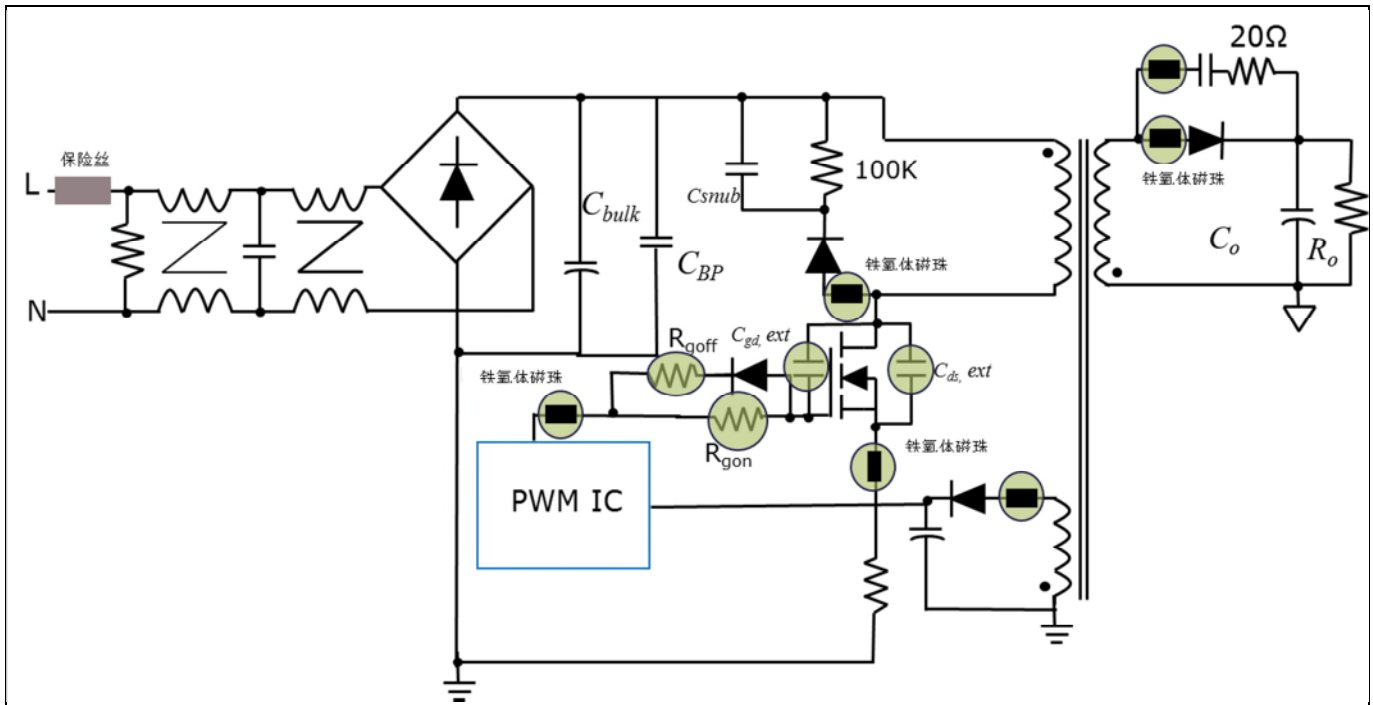 20Ω
保险丝
L
100K
Csnub
铁氧体磁珠
C_bulk
C_BP
C_o
R_o
铁氧体磁珠
N
R_goff
C_gd, ext
铁氧体磁珠
C_ds, ext
R_gon
铁氧体磁珠
PWM IC